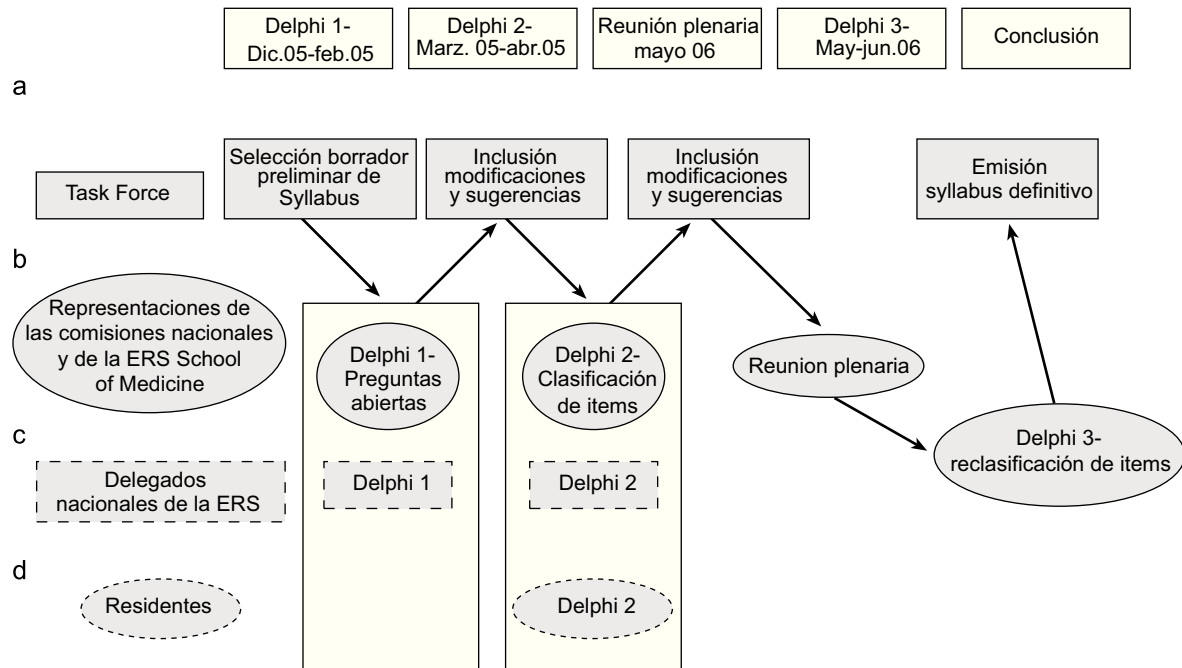 Delphi 1-
Dic.05-feb.05
Delphi 2-
Marz. 05-abr.05
Reunión plenaria
mayo 06
Delphi 3-
May-jun.06
Conclusión
a
Task Force
Selección borrador
preliminar de
Syllabus
Inclusión
modificaciones
y sugerencias
Inclusión
modificaciones
y sugerencias
Emisión
syllabus definitivo
b
Representaciones de
las comisiones nacionales
y de la ERS School
of Medicine
Delphi 1-
Preguntas
abiertas
Delphi 2-
Clasificación
de items
Reunion plenaria
Delphi 3-
reclasificación de items
c
Delegados
nacionales de la ERS
Delphi 1
Delphi 2
d
Residentes
Delphi 2